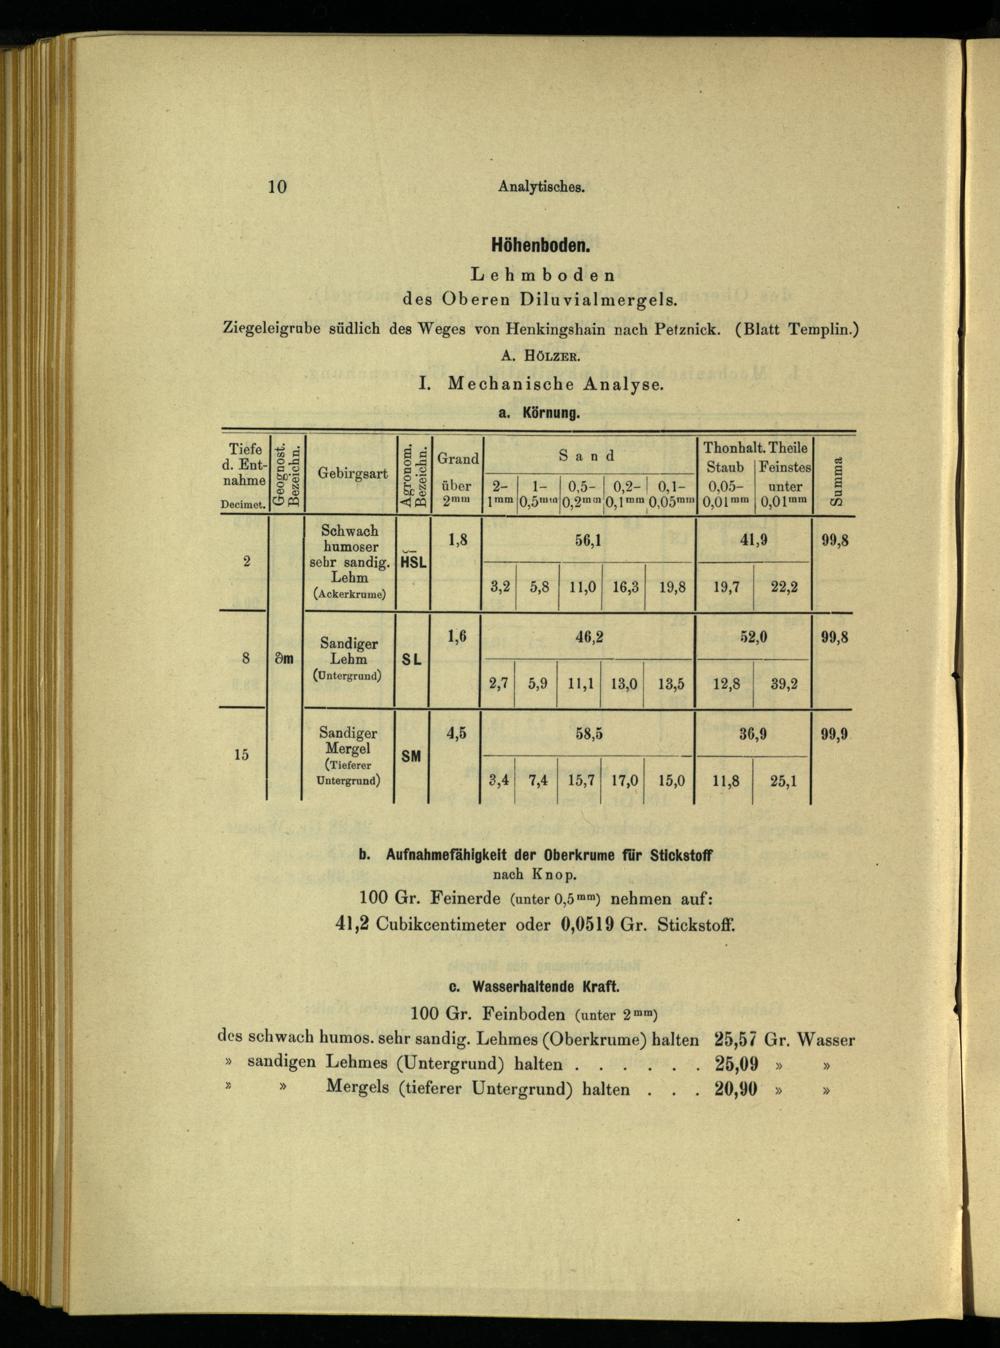 10 Analytisches.
Höhenboden.
Lehmboden
des Oberen Diluvialmergels.
Ziegeleigrube südlich des Weges von Henkingshain nach Petznick. (Blatt Templin.)
A. HÖLZER.
I. Mechanische Analyse.
a. Körnung.
Tiefe d. Ent- nahme Decimet. | Geognost. Bezeichn. | Gebirgsart | Agronom. Bezeichn. | Grand über 2mm | Sand | Thonhalt. Theile | Summa
2– 1mm | 1– 0,5mm | 0,5– 0,2mm | 0,2– 0,1mm | 0,1– 0,05mm | Staub 0,05– 0,01mm | Feinstes unter 0,01mm
2 | Schwach humoser sehr sandig. Lehm (Ackerkrume) | HSL | 1,8 | 56,1 | 41,9 | 99,8
3,2 | 5,8 | 11,0 | 16,3 | 19,8 | 19,7 | 22,2
8 | ∂m | Sandiger Lehm (Untergrund) | SL | 1,6 | 46,2 | 52,0 | 99,8
2,7 | 5,9 | 11,1 | 13,0 | 13,5 | 12,8 | 39,2
15 | Sandiger Mergel (Tieferer Untergrund) | SM | 4,5 | 58,5 | 36,9 | 99,9
3,4 | 7,4 | 15,7 | 17,0 | 15,0 | 11,8 | 25,1
b. Aufnahmefähigkeit der Oberkrume für Stickstoff
nach Knop.
100 Gr. Feinerde (unter 0,5mm) nehmen auf:
41,2 Cubikcentimeter oder 0,0519 Gr. Stickstoff.
c. Wasserhaltende Kraft.
100 Gr. Feinboden (unter 2mm)
des schwach humos. sehr sandig. Lehmes (Oberkrume) halten 25,57 Gr. Wasser
» sandigen Lehmes (Untergrund) halten . . . . . . 25,09 » »
» » Mergels (tieferer Untergrund) halten . . . 20,90 » »